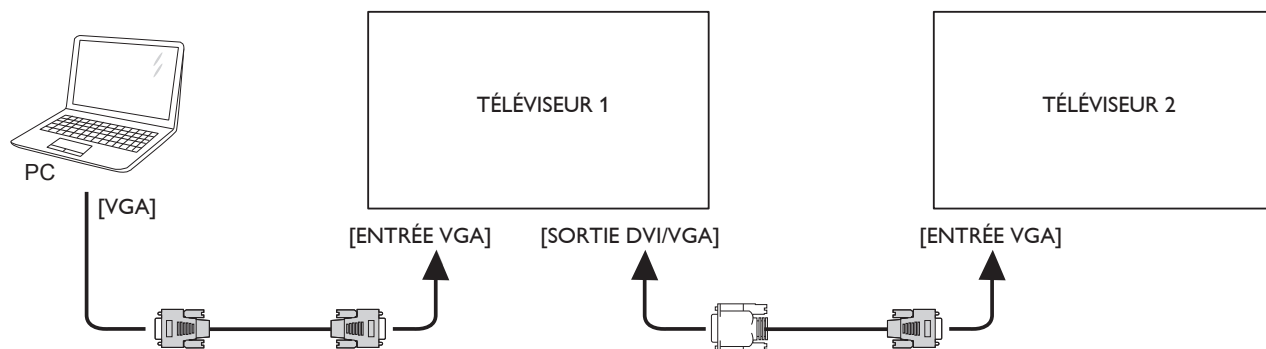 TÉLÉVISEUR 1
TÉLÉVISEUR 2
PC
[VGA]
[ENTRÉE VGA]
[SORTIE DVI/VGA]
[ENTRÉE VGA]